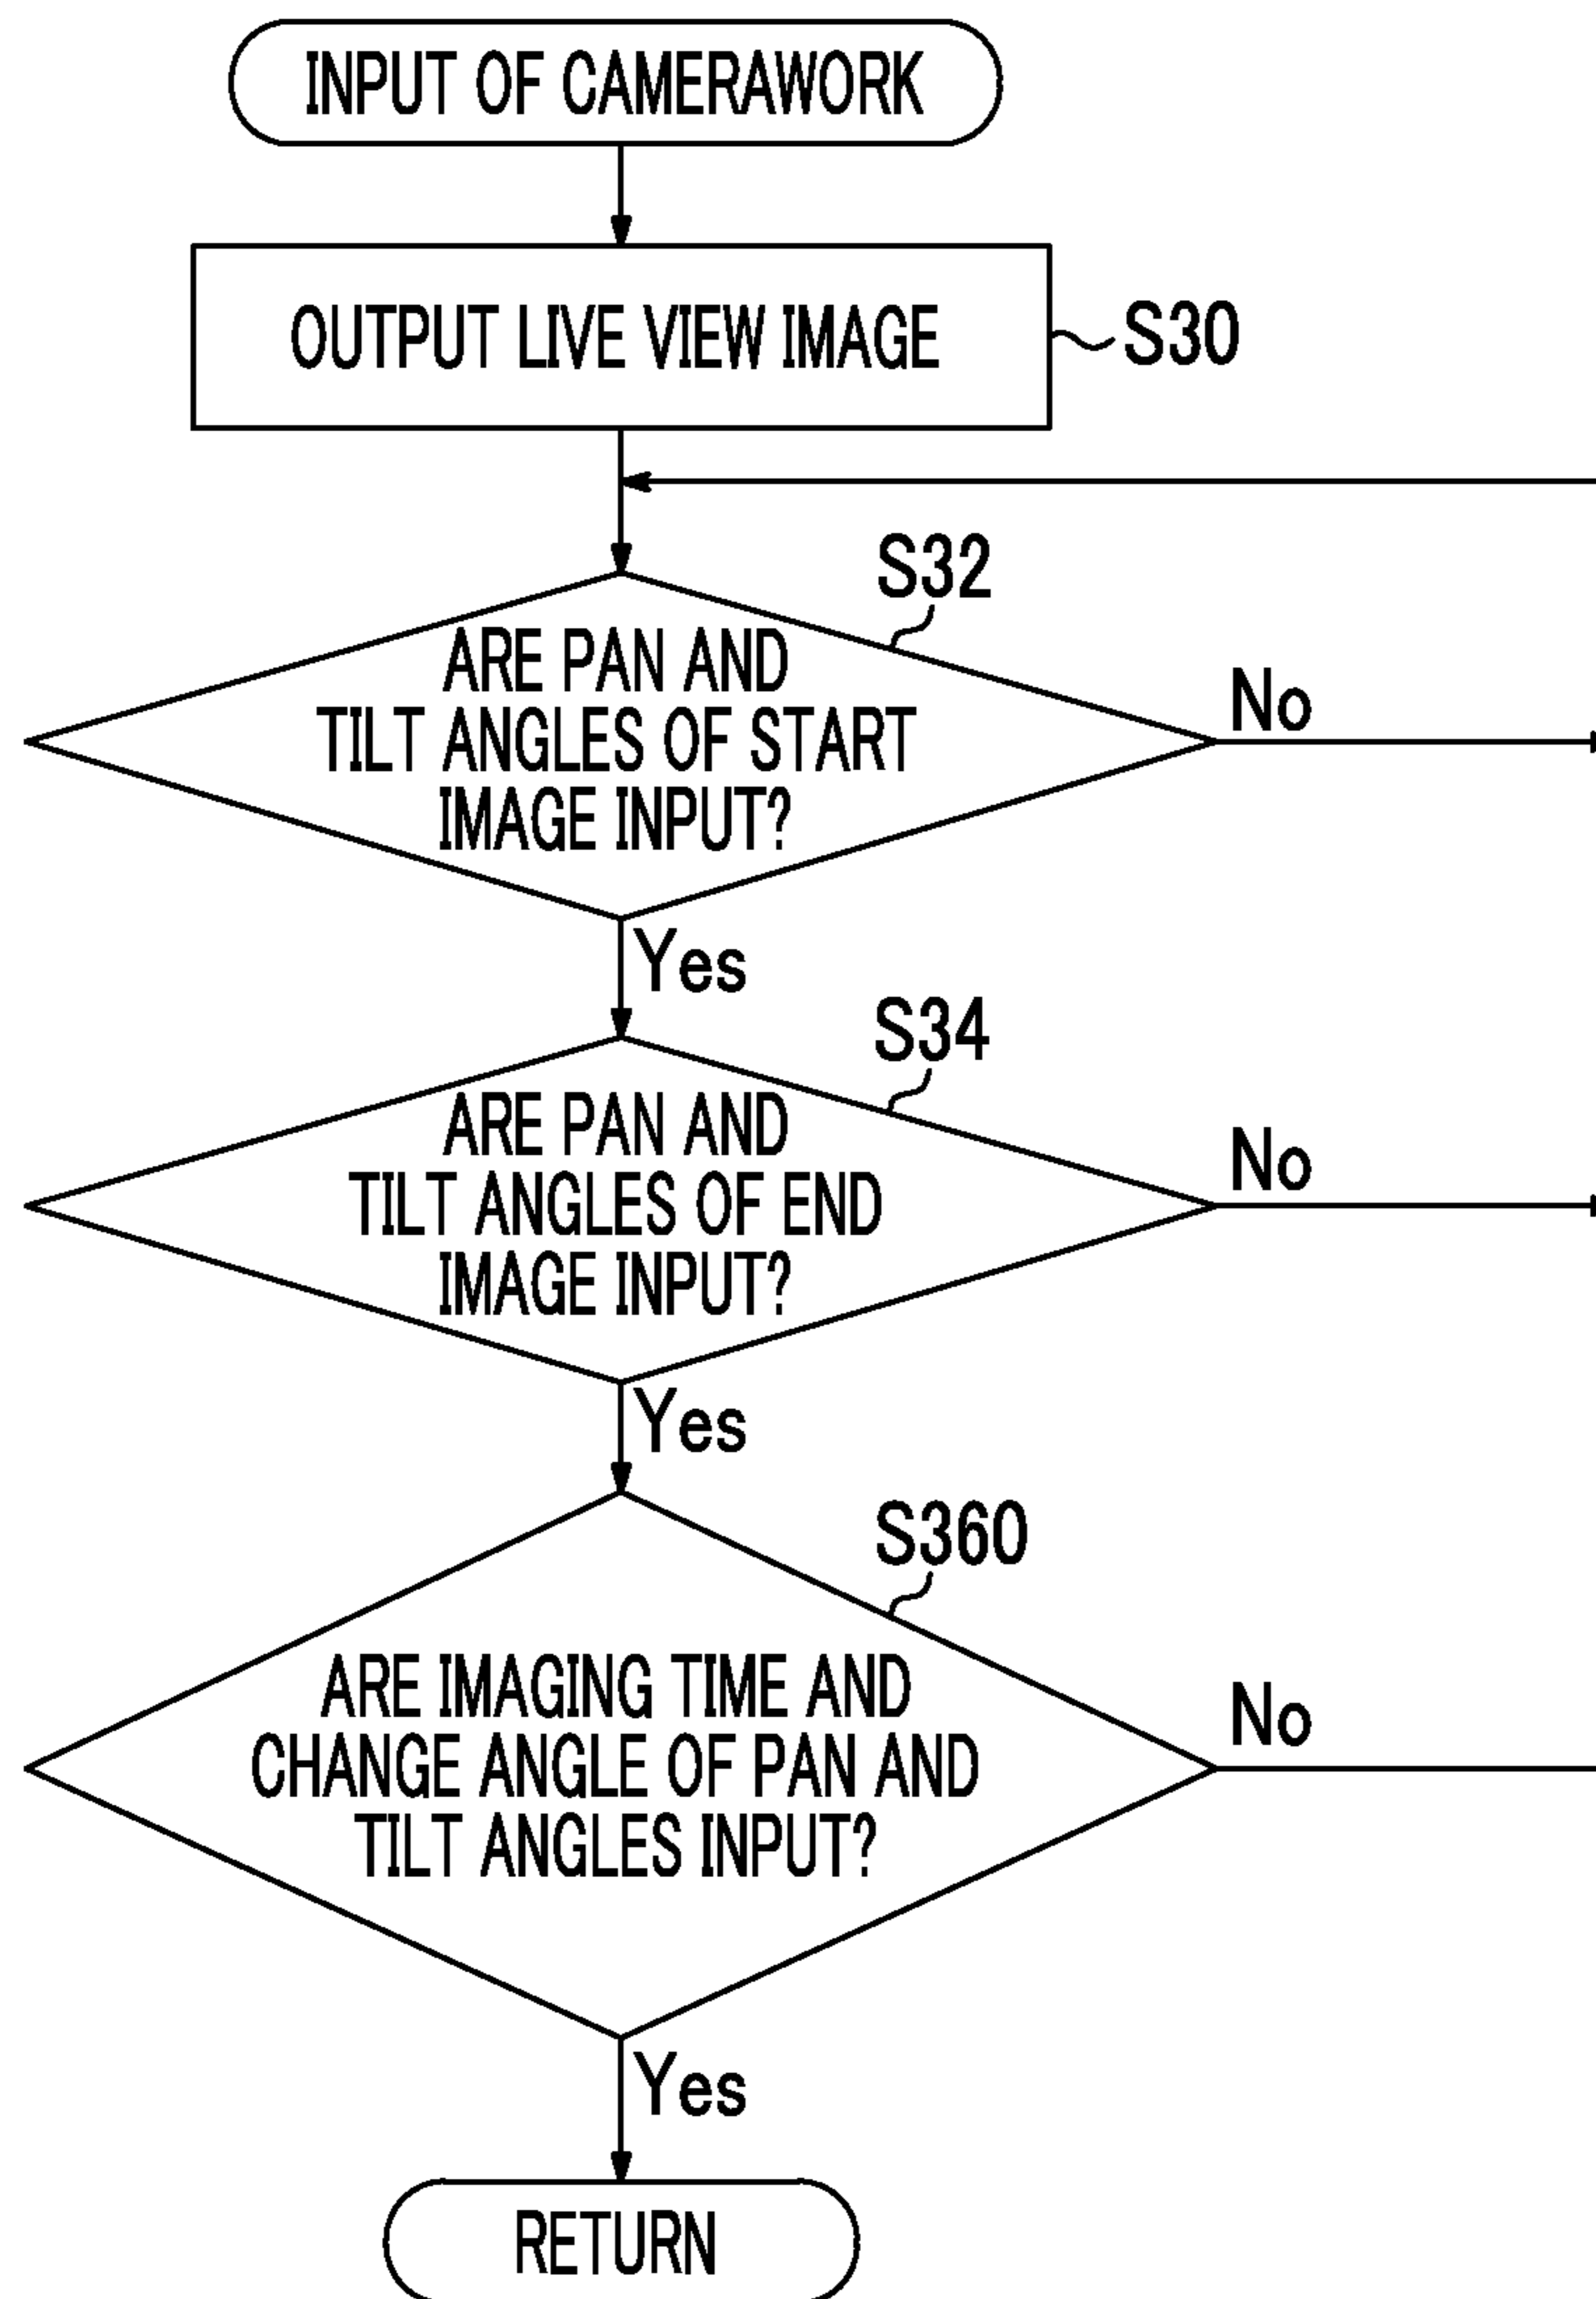 INPUT OF CAMERAWORK
OUTPUT LIVE VIEW IMAGE
S30
S32
ARE PAN AND
TILT ANGLES OF START
IMAGE INPUT?
No
Yes
S34
ARE PAN AND
TILT ANGLES OF END
IMAGE INPUT?
No
Yes
S360
ARE IMAGING TIME AND
CHANGE ANGLE OF PAN AND
TILT ANGLES INPUT?
No
Yes
RETURN